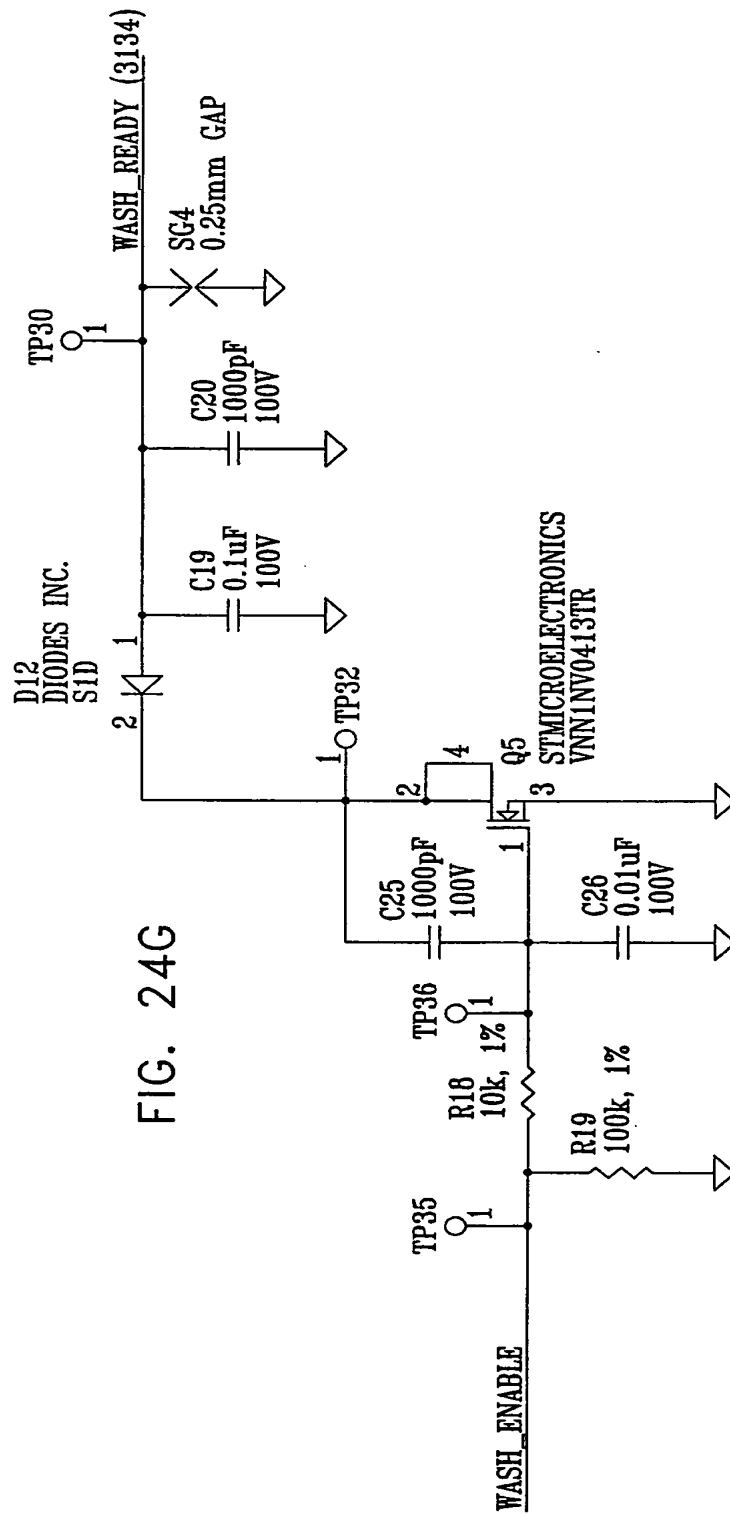 FIG. 24G
WASH_READY (3134)
TP30
1
SG4
0.25mm GAP
C20
1000pF
100V
C19
0.1uF
100V
D12
DIODES INC.
S1D
1
2
TP32
1
2
4
Q5
STMICROELECTRONICS
VNN1NV0413TR
1
3
C25
1000pF
100V
C26
0.01uF
100V
TP36
1
R18
10k, 1%
R19
100k, 1%
TP35
1
WASH_ENABLE